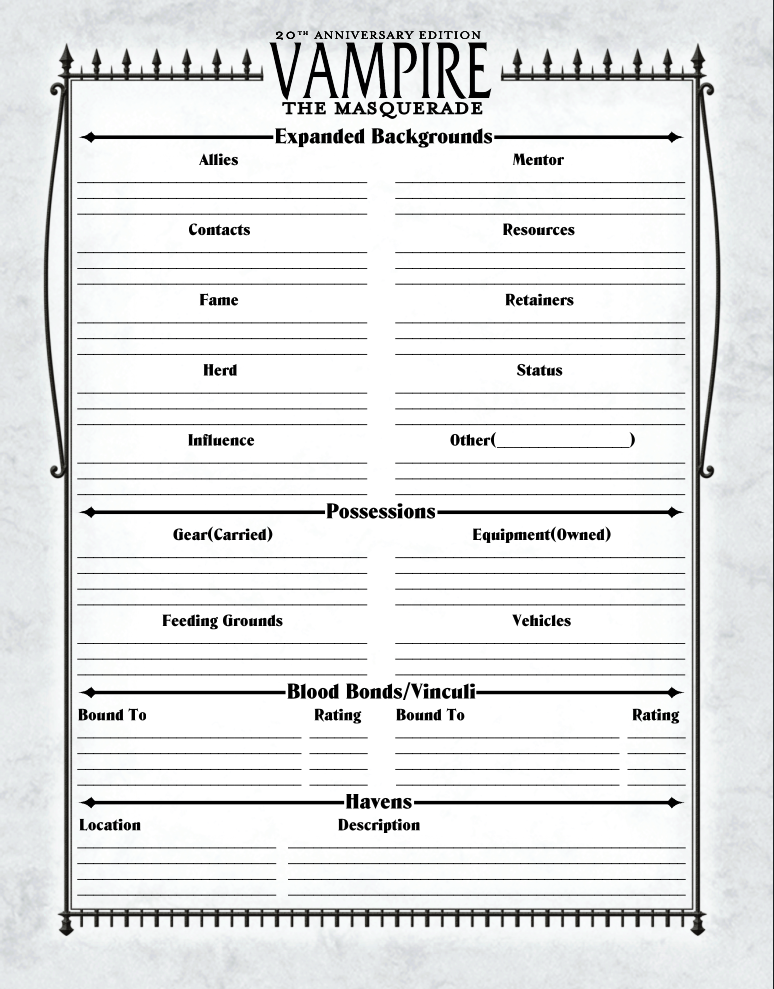 20TH ANNIVERSARY EDITION
VAMPIRE
THE MASQUERADE
Expanded Backgrounds
Allies
Mentor
Contacts
Resources
Fame
Retainers
Herd
Status
Influence
Other(_________________)
Possessions
Gear(Carried)
Equipment(Owned)
Feeding Grounds
Vehicles
Blood Bonds/Vinculi
Bound To Rating Bound To Rating
Havens
Location Description